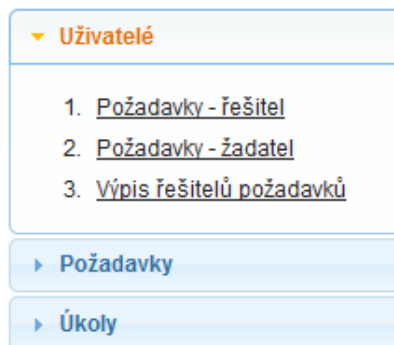 Uživatelé
1. Požadavky - řešitel
2. Požadavky - žadatel
3. Výpis řešitelů požadavků
Požadavky
Úkoly